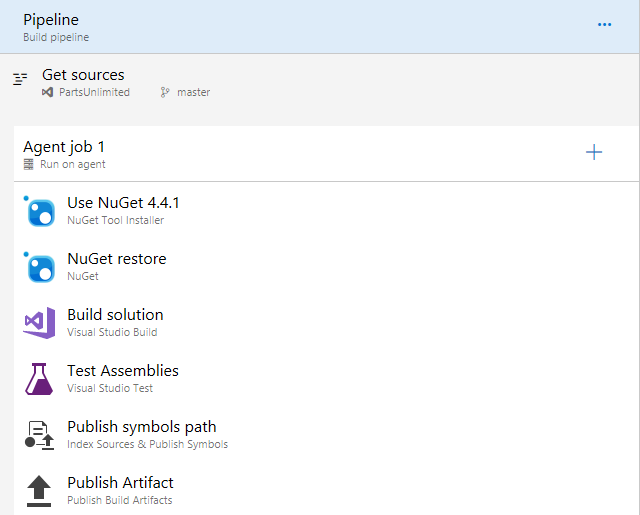 Pipeline
Build pipeline
Get sources
PartsUnlimited master
Agent job 1
Run on agent
Use NuGet 4.4.1
NuGet Tool Installer
NuGet restore
NuGet
Build solution
Visual Studio Build
Test Assemblies
Visual Studio Test
Publish symbols path
Index Sources & Publish Symbols
Publish Artifact
Publish Build Artifacts